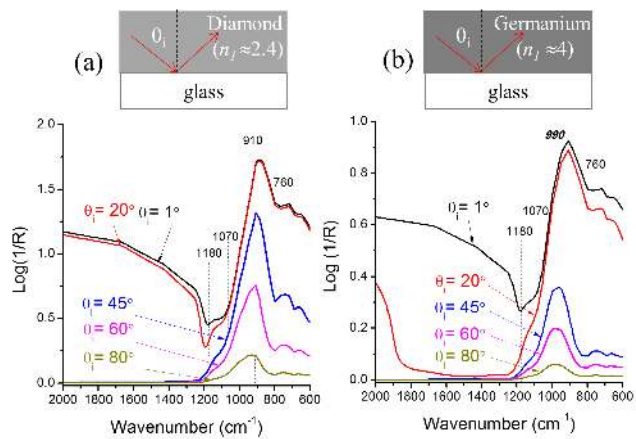 (a)
θi
Diamond
(n1≈2.4)
glass
(b)
θi
Germanium
(n1≈4)
glass
2.0
1.5
1.0
0.5
0.0
Log(1/R)
910
760
θi= 20°
θi= 1°
1180
1070
θi= 45°
θi= 60°
θi= 80°
2000 1800 1600 1400 1200 1000 800 600
Wavenumber (cm-1)
1.0
0.8
0.6
0.4
0.2
0.0
Log(1/R)
990
760
θi= 1°
1070
1180
θi= 20°
θi= 45°
θi= 60°
θi= 80°
2000 1800 1600 1400 1200 1000 800 600
Wavenumber (cm-1)